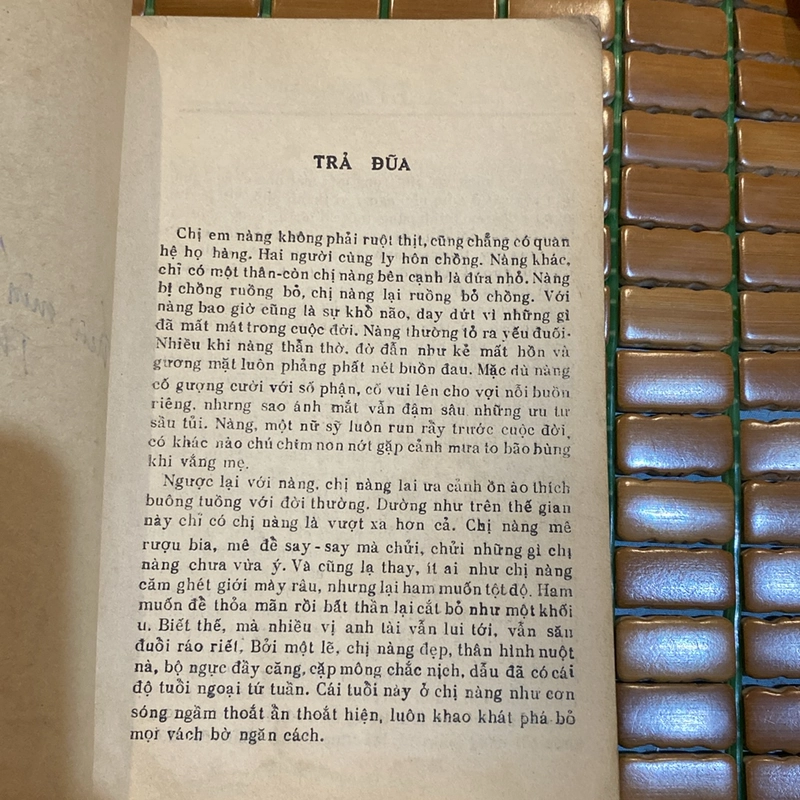 TRẢ ĐŨA
Chị em nàng không phải ruột thịt, cũng chẳng có quan
hệ họ hàng. Hai người cùng ly hôn chồng. Nàng khác,
chỉ có một thân-còn chị nàng bên cạnh là đứa nhỏ. Nàng
bị chồng ruồng bỏ, chị nàng lại ruồng bỏ chồng. Với
nàng bao giờ cũng là sự khổ não, day dứt vì những gì
đã mất mát trong cuộc đời. Nàng thường tỏ ra yếu đuối.
Nhiều khi nàng thẫn thờ. đờ đẫn như kẻ mất hồn và
gương mặt luôn phảng phất nét buồn đau. Mặc dù nàng
cố gượng cười với số phận, cố vui lên cho vợi nỗi buồn
riêng, nhưng sao ánh mắt vẫn đậm sâu những ưu tư
sầu tủi. Nàng, một nữ sỹ luôn run rẩy trước cuộc đời,
có khác nào chú chim non nớt gặp cảnh mưa to bão bùng
khi vắng mẹ.
Ngược lại với nàng, chị nàng lai ưa cảnh ồn ào thích
buông tuồng với đời thường. Dường như trên thế gian
này chỉ có chị nàng là vượt xa hơn cả. Chị nàng mê
rượu bia, mê để say-say mà chửi, chửi những gì chị
nàng chưa vừa ý. Và cũng lạ thay, ít ai như chị nàng
căm ghét giới mày râu, nhưng lại ham muốn tột độ. Ham
muốn để thỏa mãn rồi bất thần lại cắt bỏ như một khối
u. Biết thế, mà nhiều vị anh tài vẫn lui tới, vẫn săn
đuổi ráo riết. Bởi một lẽ, chị nàng đẹp, thân hình nuột
nà, bộ ngực đầy căng, cặp mông chắc nịch, dẫu đã có cái
độ tuổi ngoại tứ tuần. Cái tuổi này ở chị nàng như cơn
sóng ngầm thoắt ẩn thoắt hiện, luôn khao khát phá bỏ
mọi vách bờ ngăn cách.